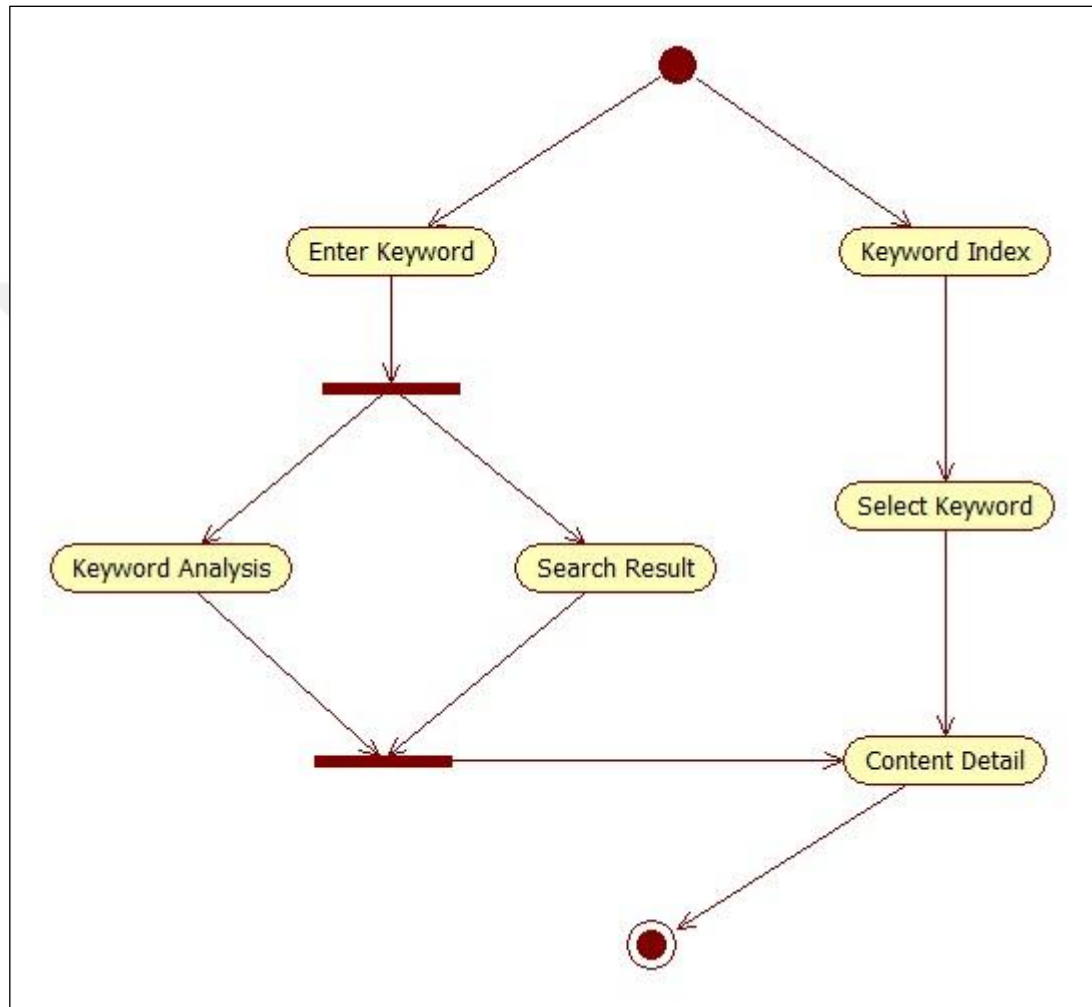 Enter Keyword
Keyword Index
Select Keyword
Keyword Analysis
Search Result
Content Detail